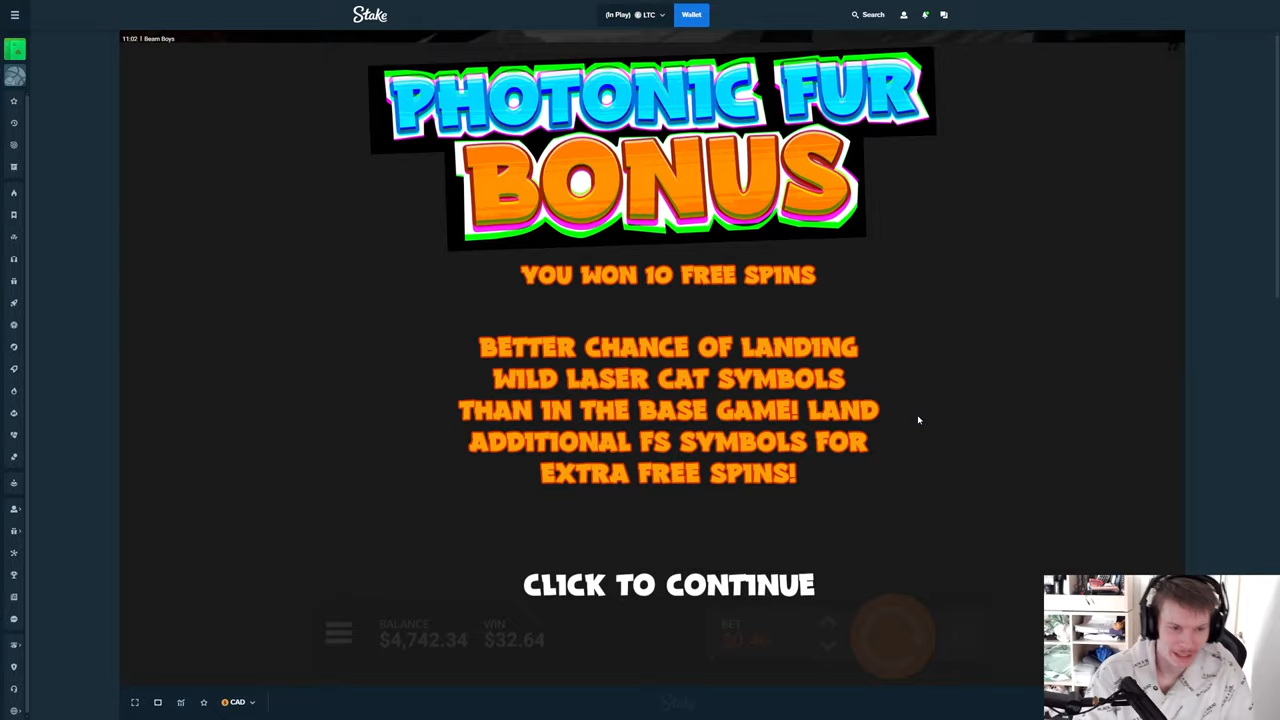 Stake
(In Play) LTC
Wallet
Search
11:02 | Beam Boys
PHOTONIC FUR
BONUS
YOU WON 10 FREE SPINS
BETTER CHANCE OF LANDING
WILD LASER CAT SYMBOLS
THAN IN THE BASE GAME! LAND
ADDITIONAL FS SYMBOLS FOR
EXTRA FREE SPINS!
CLICK TO CONTINUE
BALANCE
$4,742.34
WIN
$32.64
BET
CAD
Stake